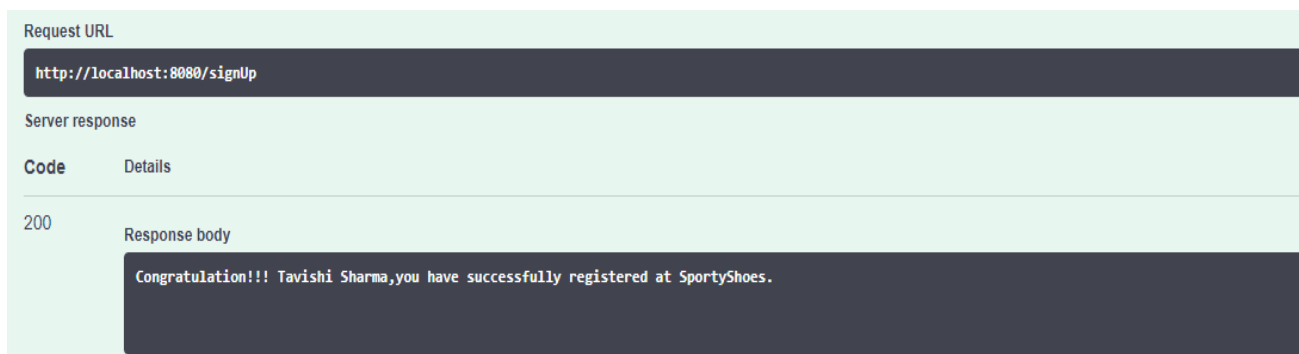 Request URL
http://localhost:8080/signUp
Server response
Code Details
200
Response body
Congratulation!!! Tavishi Sharma,you have successfully registered at SportyShoes.